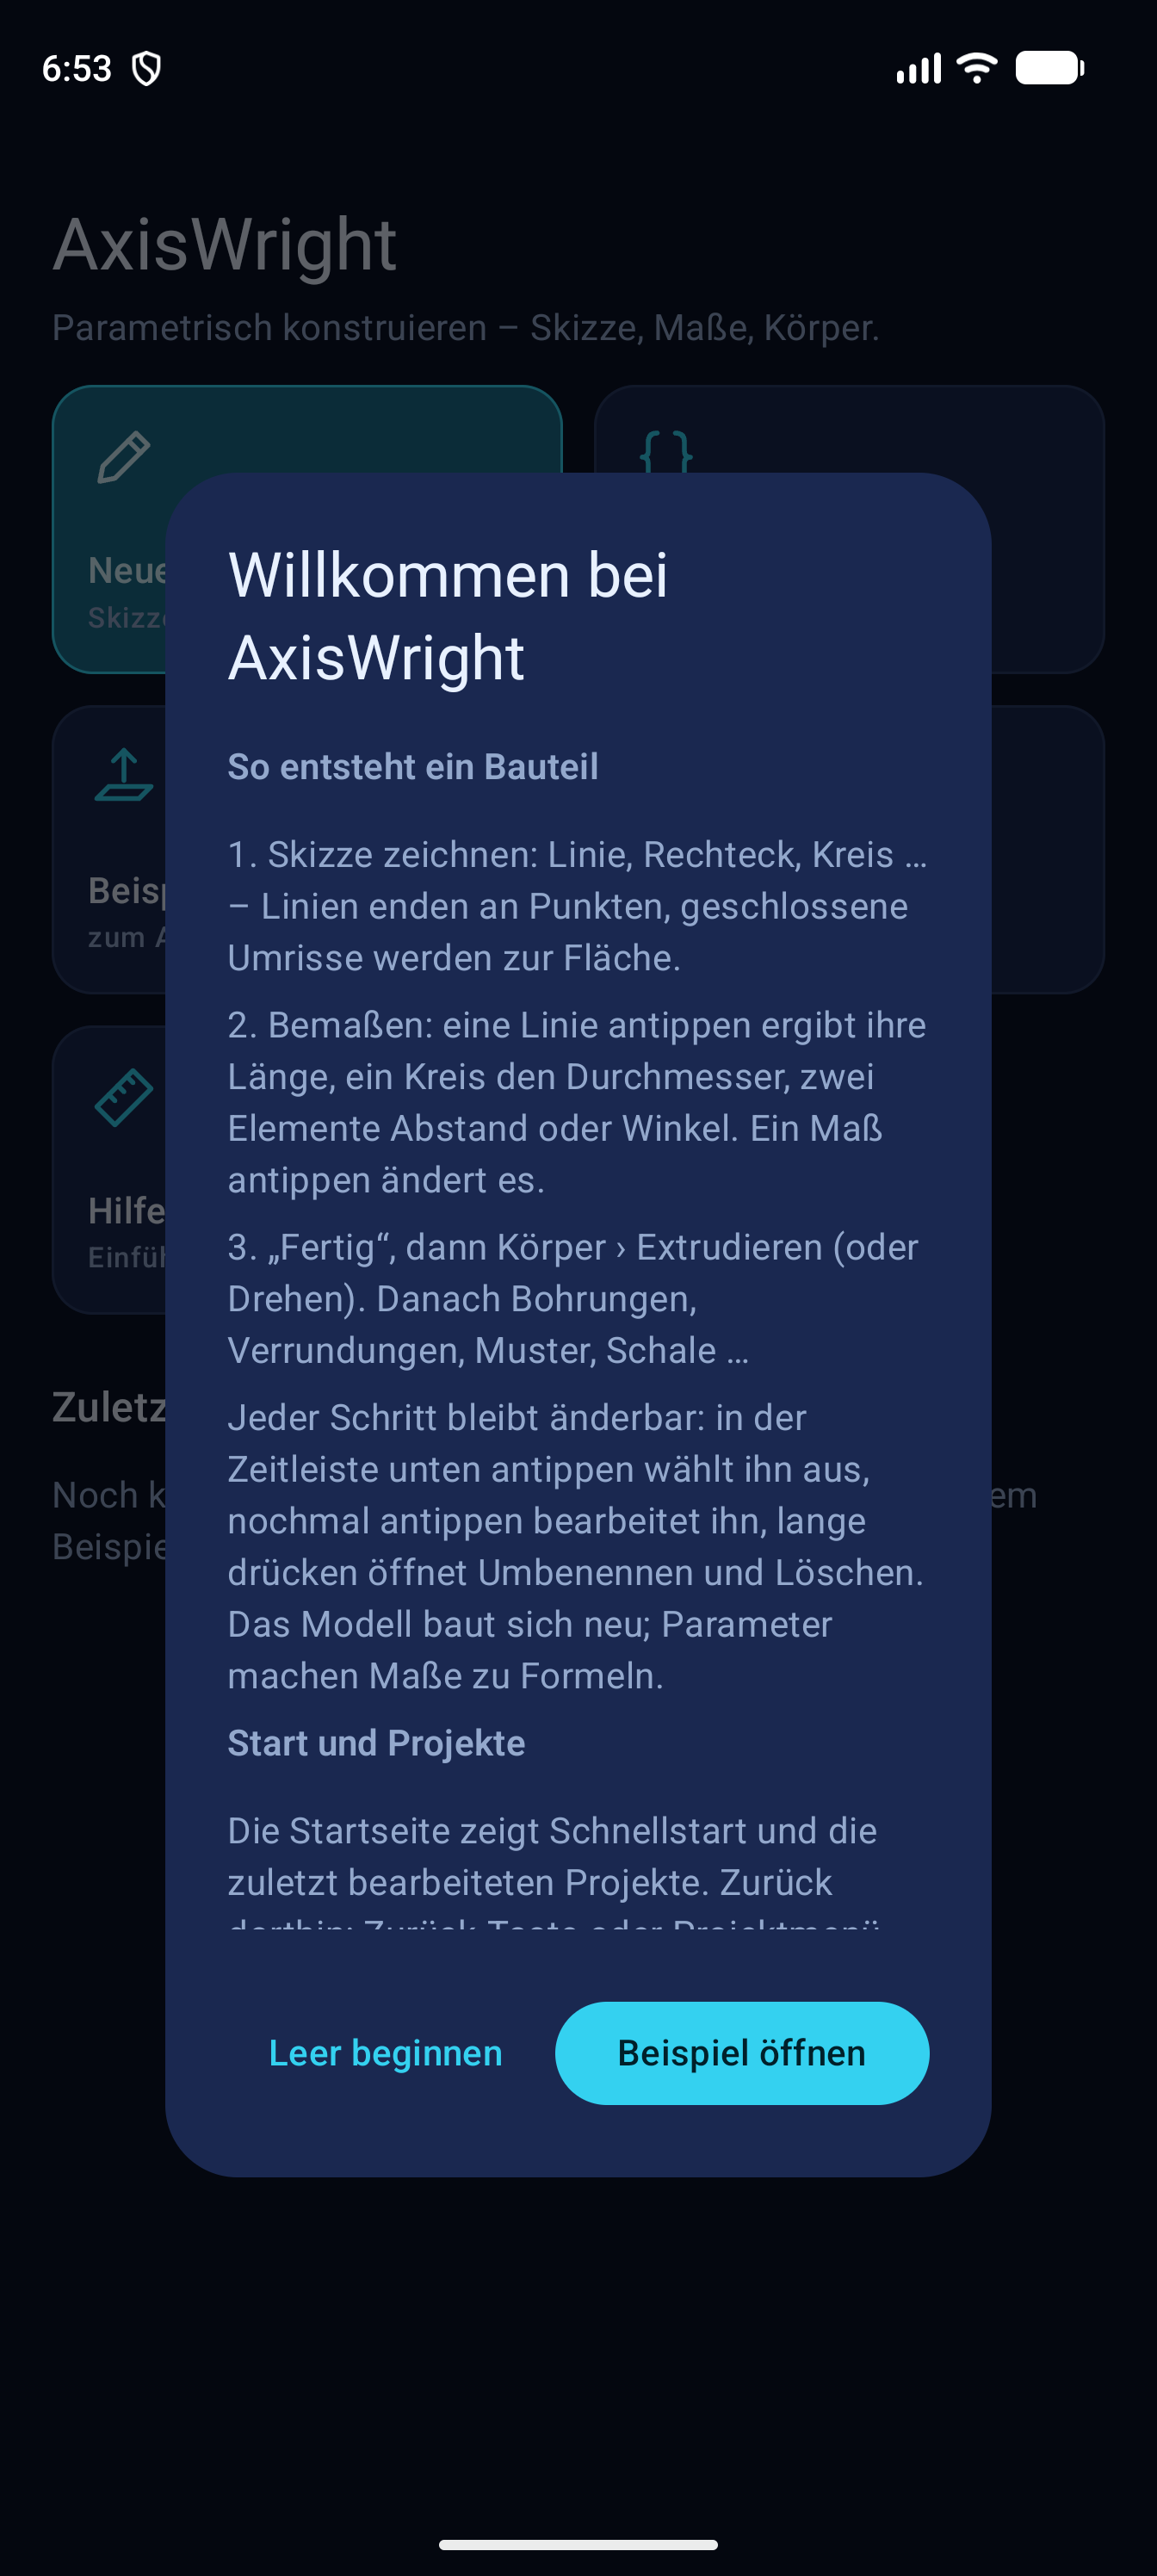 6:53
AxisWright
Parametrisch konstruieren – Skizze, Maße, Körper.
Willkommen bei
AxisWright
So entsteht ein Bauteil
1. Skizze zeichnen: Linie, Rechteck, Kreis …
– Linien enden an Punkten, geschlossene
Umrisse werden zur Fläche.
2. Bemaßen: eine Linie antippen ergibt ihre
Länge, ein Kreis den Durchmesser, zwei
Elemente Abstand oder Winkel. Ein Maß
antippen ändert es.
3. „Fertig“, dann Körper › Extrudieren (oder
Drehen). Danach Bohrungen,
Verrundungen, Muster, Schale …
Jeder Schritt bleibt änderbar: in der
Zeitleiste unten antippen wählt ihn aus,
nochmal antippen bearbeitet ihn, lange
drücken öffnet Umbenennen und Löschen.
Das Modell baut sich neu; Parameter
machen Maße zu Formeln.
Start und Projekte
Die Startseite zeigt Schnellstart und die
zuletzt bearbeiteten Projekte. Zurück
Leer beginnen
Beispiel öffnen
Neue
Skizze
zum
Hilfe
Noch